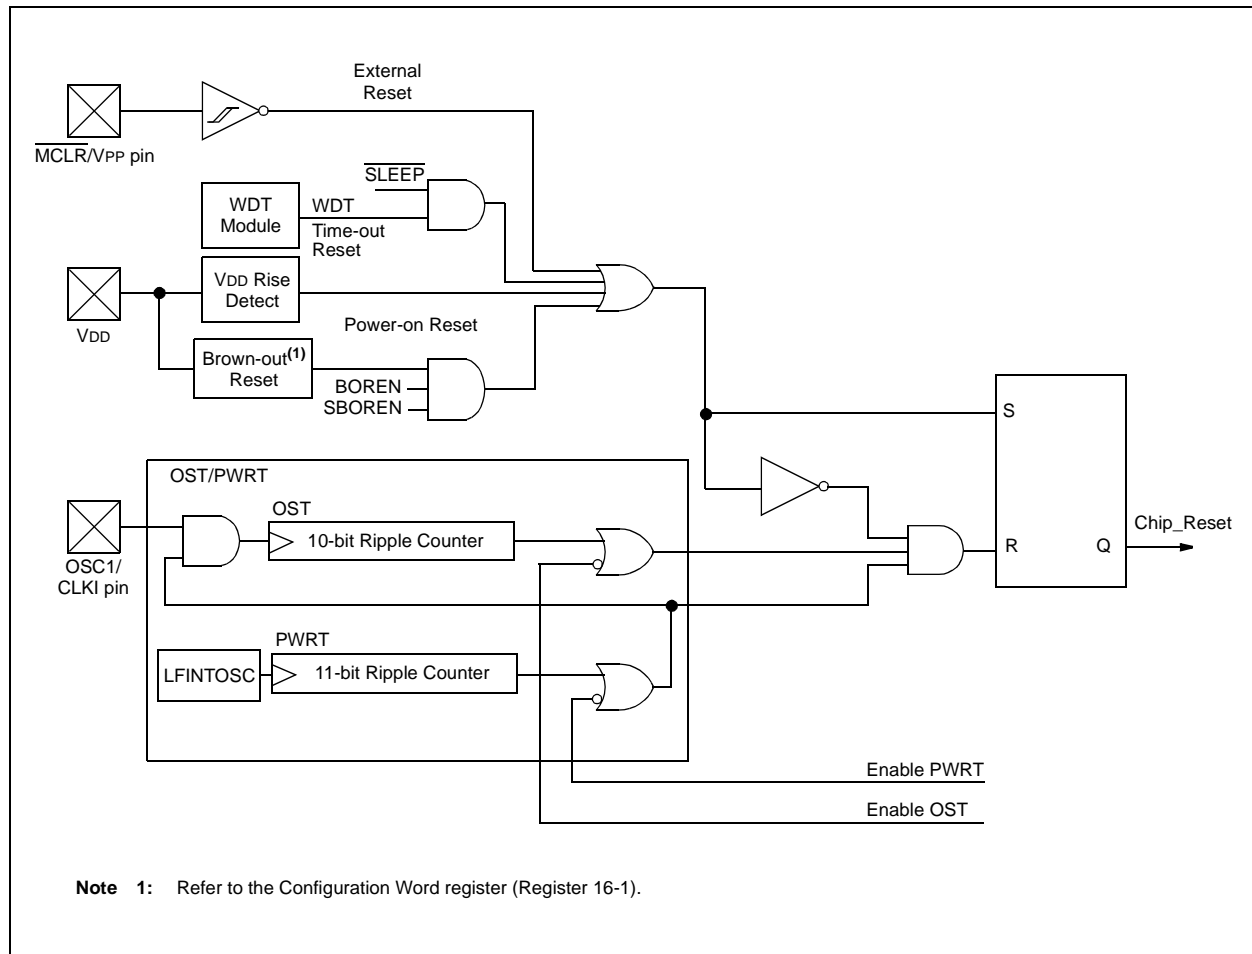 External
Reset
MCLR/VPP pin
SLEEP
WDT
Module
WDT
Time-out
Reset
VDD
VDD Rise
Detect
Power-on Reset
Brown-out(1)
Reset
BOREN
SBOREN
S
OST/PWRT
OST
10-bit Ripple Counter
OSC1/
CLKI pin
Chip_Reset
R
Q
PWRT
LFINTOSC
11-bit Ripple Counter
Enable PWRT
Enable OST
Note 1: Refer to the Configuration Word register (Register 16-1).